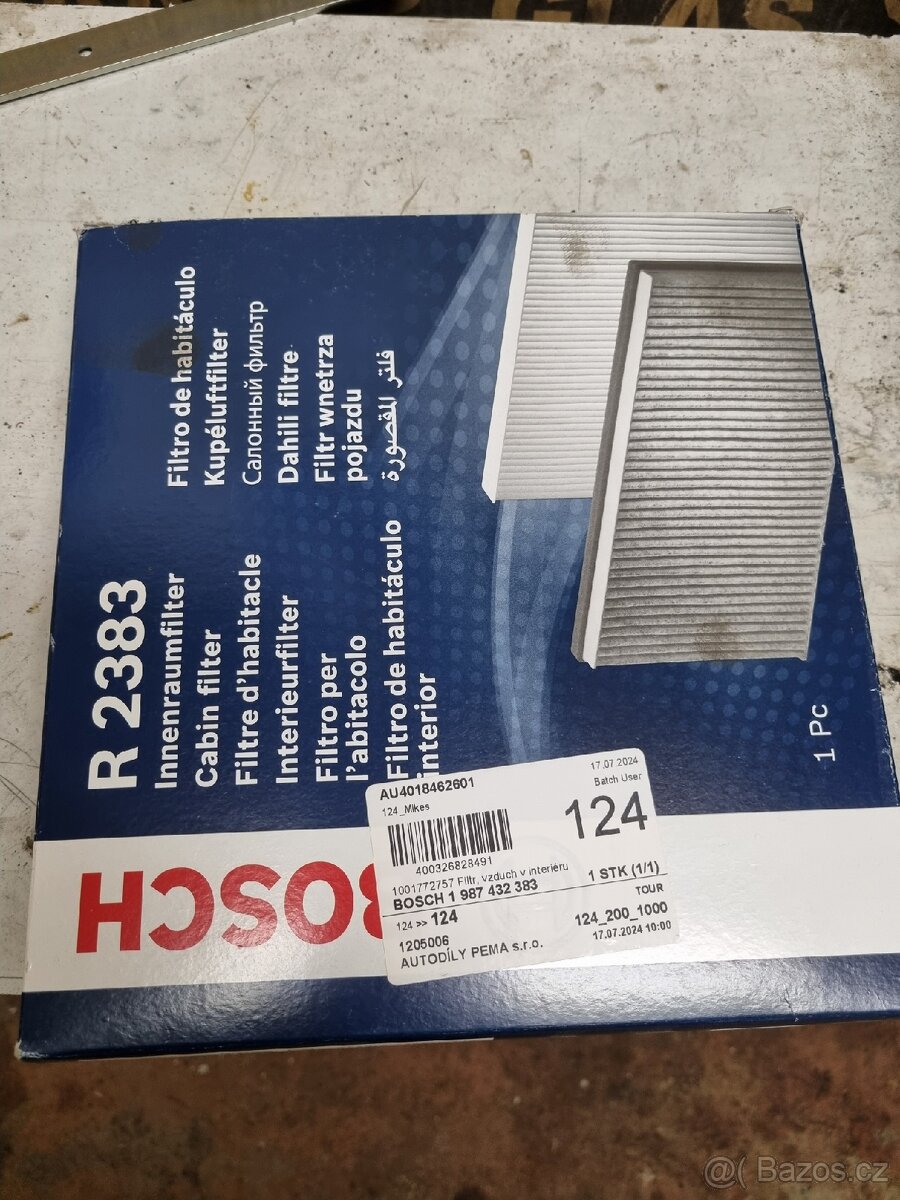 R 2383
Innenraumfilter
Cabin filter
Filtre d'habitacle
Interieurfilter
Filtro per
l'abitacolo
Filtro de habitáculo
interior
Filtro de habitáculo
Kupéluftfilter
Салонный фильтр
Dahili filtre
Filtr wnetrza
pojazdu
فلتر المقصورة
1 Pc
BOSCH
AU4018462601
17.07.2024
124_Mikes
Batch User
124
400326828491
1001772757 Filtr, vzduch v interiéru
BOSCH 1 987 432 383
1 STK (1/1)
124 >> 124
TOUR
1205006
124_200_1000
AUTODÍLY PEMA s.r.o.
17.07.2024 10:00
@( Bazos.cz